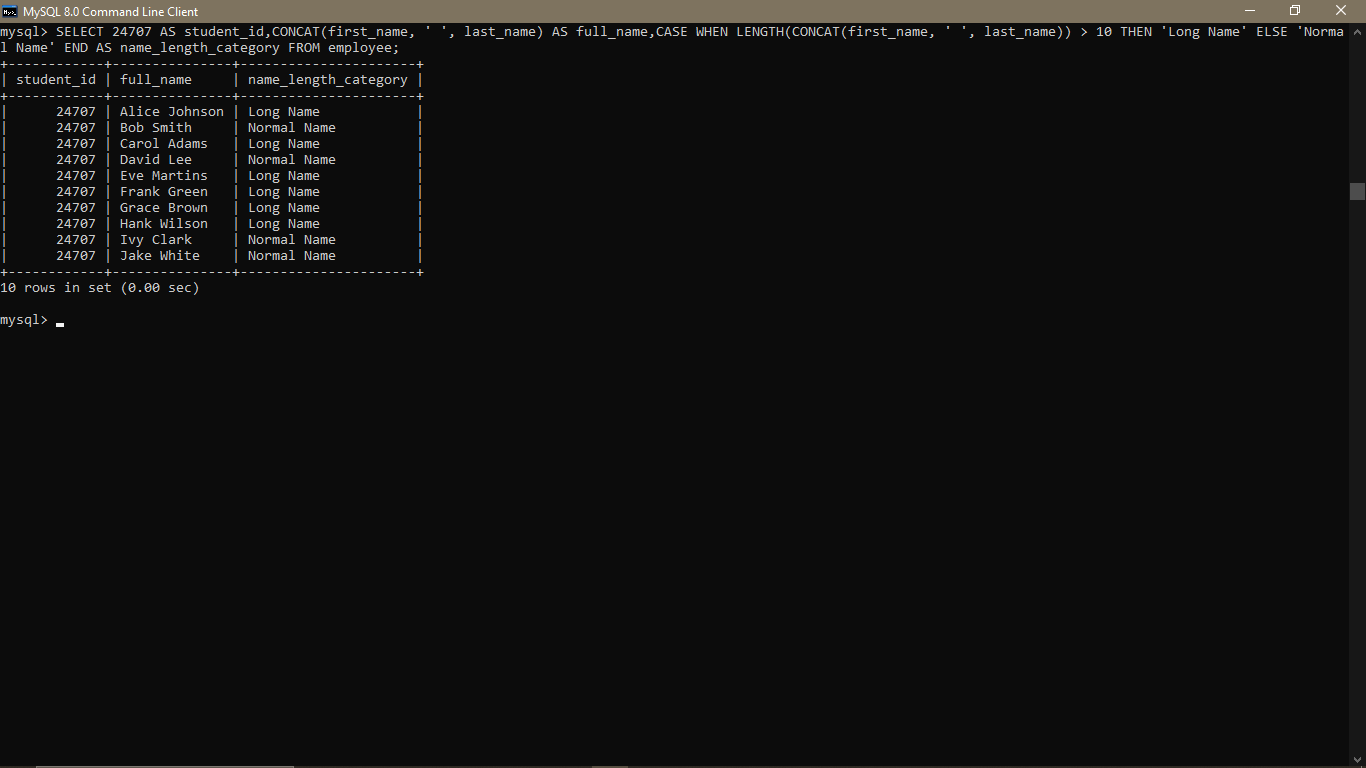 MySQL 8.0 Command Line Client
mysql> SELECT 24707 AS student_id,CONCAT(first_name, ' ', last_name) AS full_name,CASE WHEN LENGTH(CONCAT(first_name, ' ', last_name)) > 10 THEN 'Long Name' ELSE 'Norma
l Name' END AS name_length_category FROM employee;
+------------+---------------+----------------------+
| student_id | full_name     | name_length_category |
+------------+---------------+----------------------+
|      24707 | Alice Johnson | Long Name            |
|      24707 | Bob Smith     | Normal Name          |
|      24707 | Carol Adams   | Long Name            |
|      24707 | David Lee     | Normal Name          |
|      24707 | Eve Martins   | Long Name            |
|      24707 | Frank Green   | Long Name            |
|      24707 | Grace Brown   | Long Name            |
|      24707 | Hank Wilson   | Long Name            |
|      24707 | Ivy Clark     | Normal Name          |
|      24707 | Jake White    | Normal Name          |
+------------+---------------+----------------------+
10 rows in set (0.00 sec)
mysql>